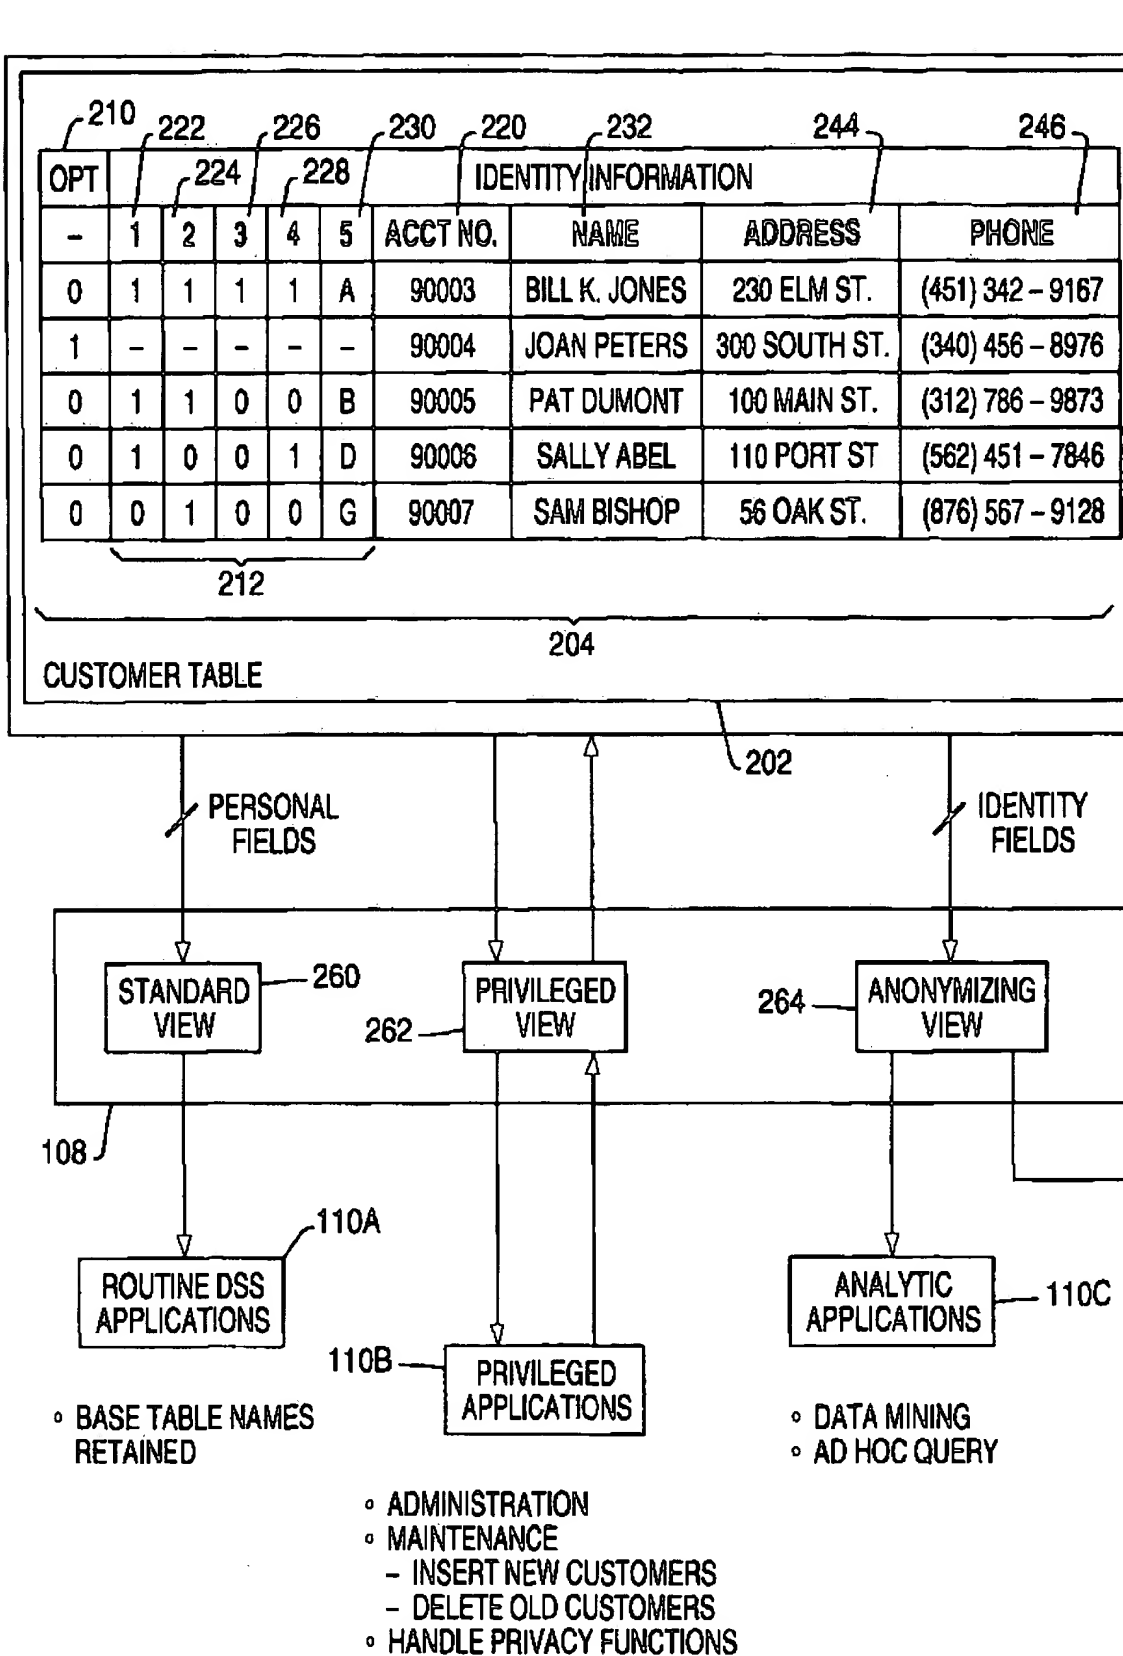 210
222 226 230 220 232 244 246
OPT 224 228 IDENTITY INFORMATION
– 1 2 3 4 5 ACCT NO. NAME ADDRESS PHONE
0 1 1 1 1 A 90003 BILL K. JONES 230 ELM ST. (451) 342 – 9167
1 – – – – – 90004 JOAN PETERS 300 SOUTH ST. (340) 456 – 8976
0 1 1 0 0 B 90005 PAT DUMONT 100 MAIN ST. (312) 786 – 9873
0 1 0 0 1 D 90006 SALLY ABEL 110 PORT ST (562) 451 – 7846
0 0 1 0 0 G 90007 SAM BISHOP 56 OAK ST. (876) 567 – 9128
212
204
CUSTOMER TABLE
202
PERSONAL
FIELDS
IDENTITY
FIELDS
STANDARD
VIEW
260
PRIVILEGED
VIEW
262
ANONYMIZING
VIEW
264
108
110A
ROUTINE DSS
APPLICATIONS
110B
PRIVILEGED
APPLICATIONS
ANALYTIC
APPLICATIONS
110C
o BASE TABLE NAMES
RETAINED
o DATA MINING
o AD HOC QUERY
o ADMINISTRATION
o MAINTENANCE
– INSERT NEW CUSTOMERS
– DELETE OLD CUSTOMERS
o HANDLE PRIVACY FUNCTIONS